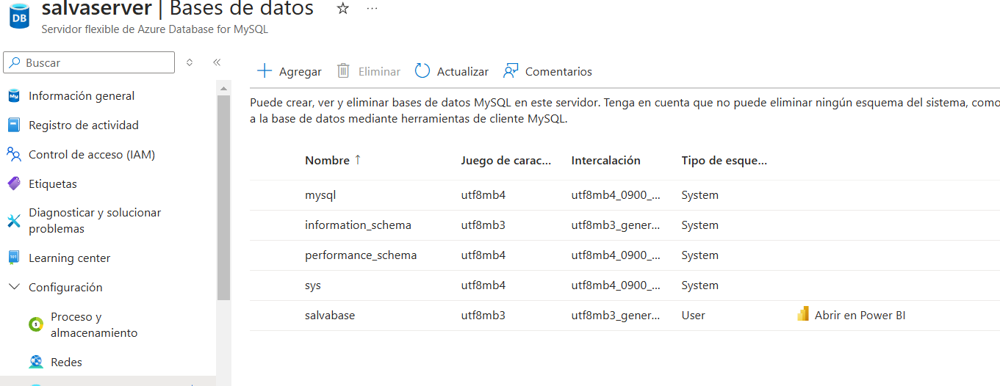 salvaserver | Bases de datos
Servidor flexible de Azure Database for MySQL
DB
Buscar
Información general
Registro de actividad
Control de acceso (IAM)
Etiquetas
Diagnosticar y solucionar
problemas
Learning center
Configuración
Proceso y
almacenamiento
Redes
Agregar Eliminar Actualizar Comentarios
Puede crear, ver y eliminar bases de datos MySQL en este servidor. Tenga en cuenta que no puede eliminar ningún esquema del sistema, como
a la base de datos mediante herramientas de cliente MySQL.
Nombre ↑ Juego de carac... Intercalación Tipo de esque...
mysql utf8mb4 utf8mb4_0900_... System
information_schema utf8mb3 utf8mb3_gener... System
performance_schema utf8mb4 utf8mb4_0900_... System
sys utf8mb4 utf8mb4_0900_... System
salvabase utf8mb3 utf8mb3_gener... User Abrir en Power BI